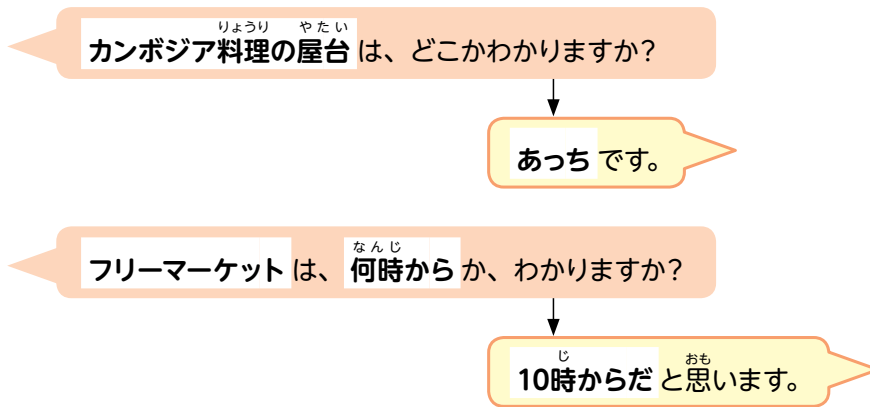 りょうり やたい
カンボジア料理の屋台は、どこかわかりますか?
あっちです。
なんじ
フリーマーケットは、何時からか、わかりますか?
じ おも
10時からだと思います。